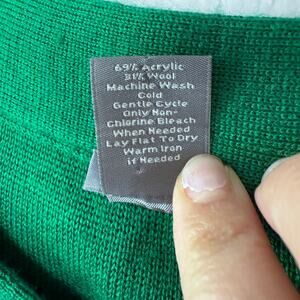 69% Acrylic
31% Wool
Machine Wash
Cold
Gentle Cycle
Only Non-
Chlorine Bleach
When Needed
Lay Flat To Dry
Warm Iron
if Needed